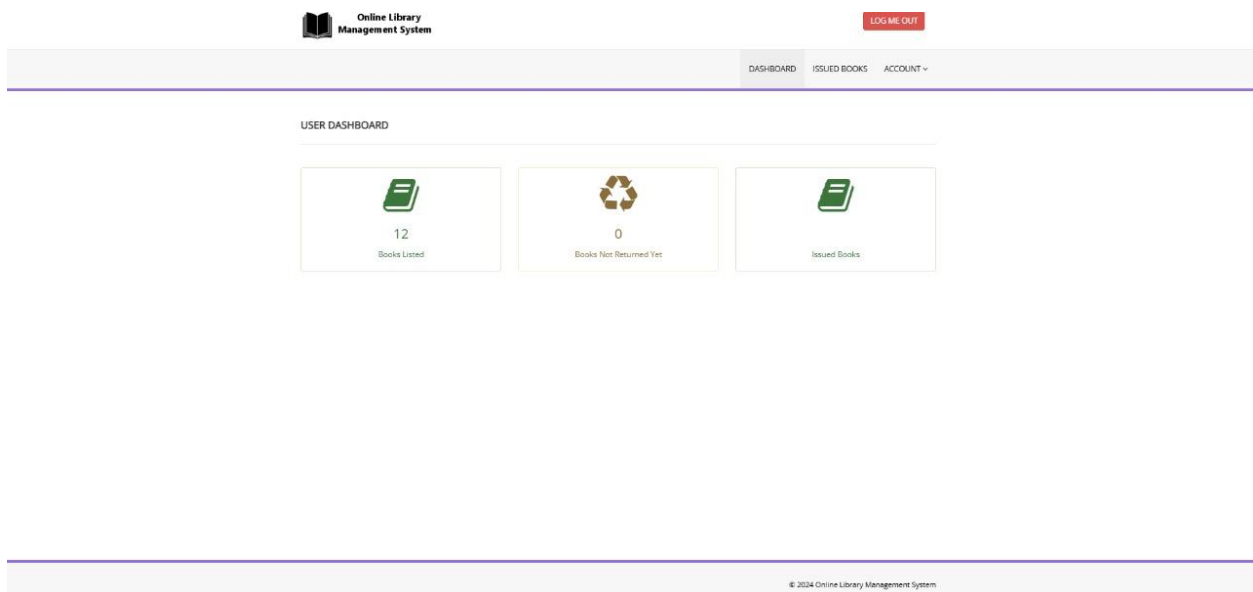 Online Library
Management System
LOG ME OUT
DASHBOARD ISSUED BOOKS ACCOUNT
USER DASHBOARD
12
Books Listed
0
Books Not Returned Yet
Issued Books
© 2024 Online Library Management System